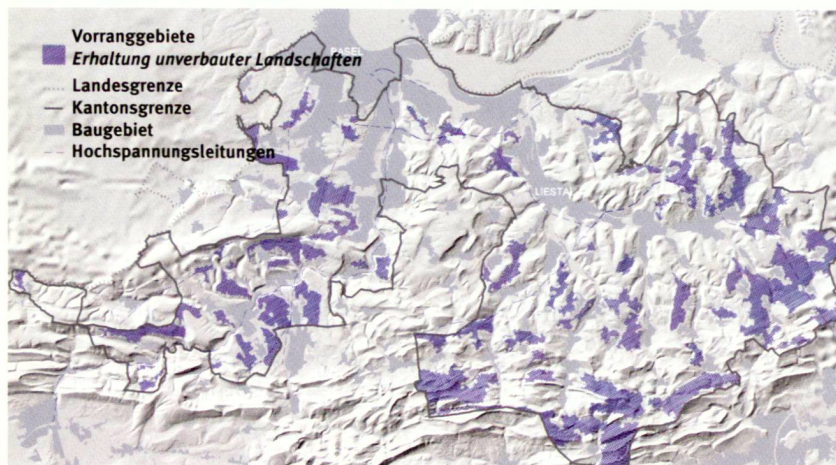 Vorranggebiete
Erhaltung unverbauter Landschaften
Landesgrenze
Kantonsgrenze
Baugebiet
Hochspannungsleitungen
BASEL
LIESTAL